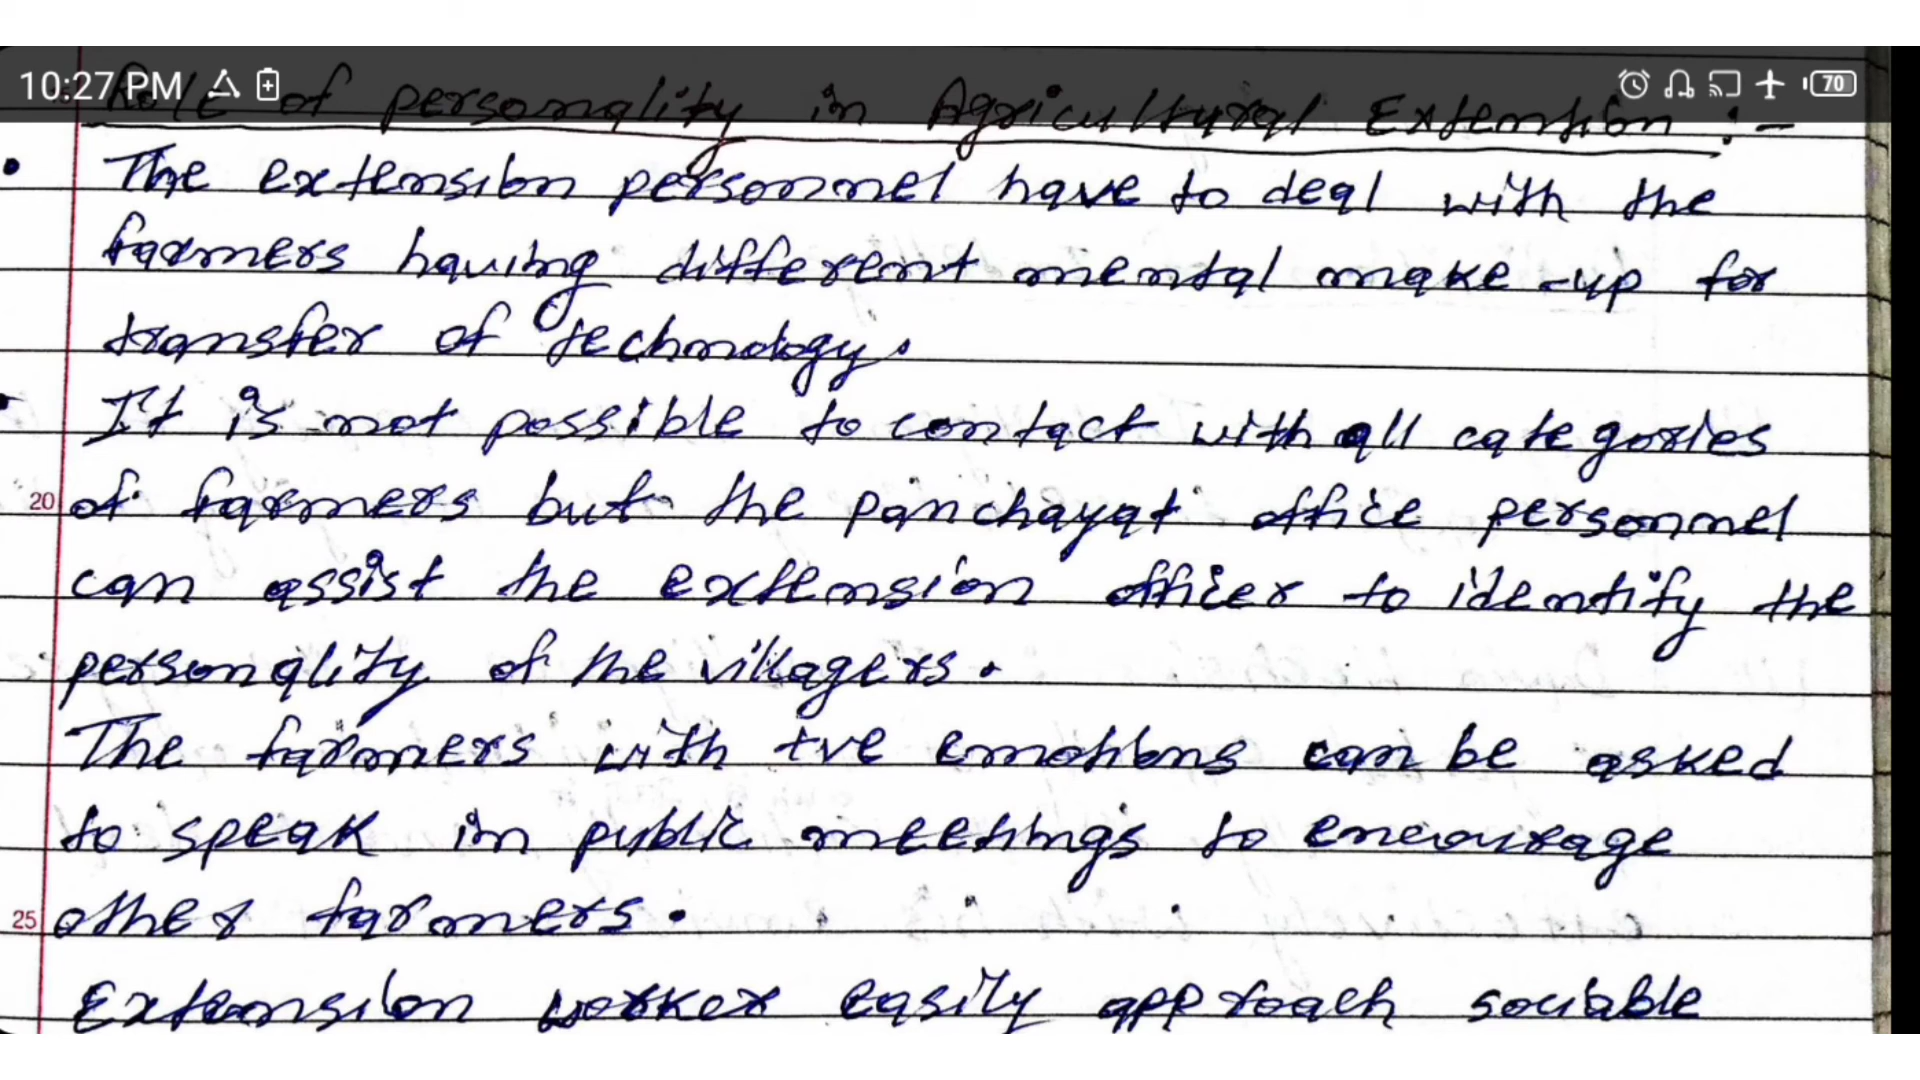 10:27 PM
70
Role of personality in Agricultural Extension :-
• The extension personnel have to deal with the
farmers having different mental make-up for
transfer of technology.
• It is not possible to contact with all categories
20 of farmers but the panchayat office personnel
can assist the extension officer to identify the
personality of the villagers.
The farmers with +ve emotions can be asked
to speak in public meetings to encourage
25 other farmers.
Extension worker easily approach sociable